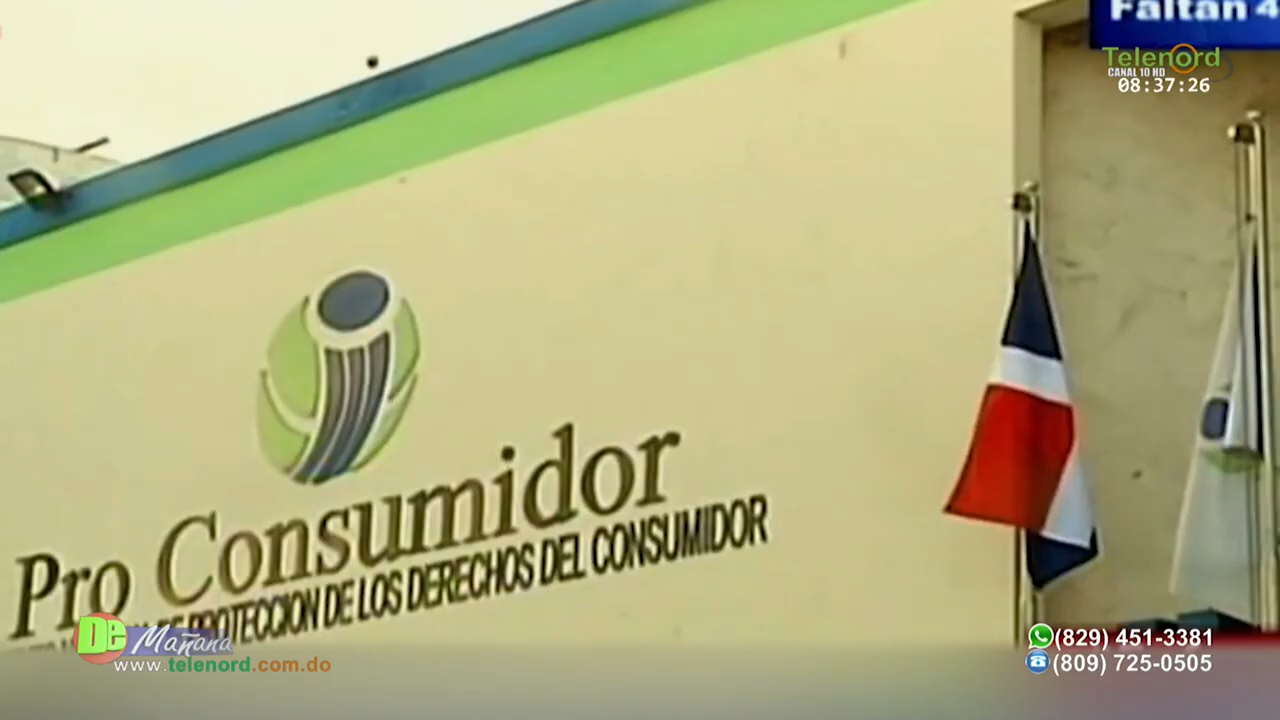 Faltan 4
Telenord
CANAL 10 HD
08:37:26
Pro Consumidor
PROTECCION DE LOS DERECHOS DEL CONSUMIDOR
De Mañana
www.telenord.com.do
(829) 451-3381
(809) 725-0505